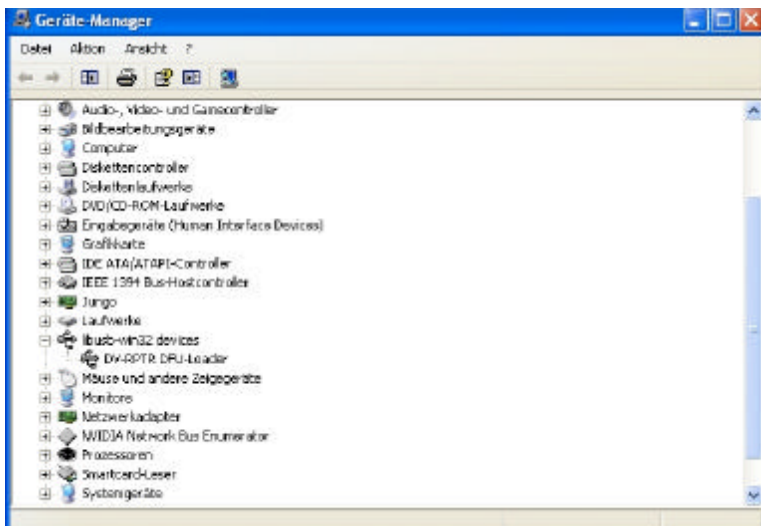 Geräte-Manager
Datei Aktion Ansicht ?
Audio-, Video- und Gamecontroller
Bildbearbeitungsgeräte
Computer
Diskettencontroller
Diskettenlaufwerke
DVD/CD-ROM-Laufwerke
Eingabegeräte (Human Interface Devices)
Grafikkarte
IDE ATA/ATAPI-Controller
IEEE 1394 Bus-Hostcontroller
Jungo
Laufwerke
libusb-win32 devices
DV-RPTR DFU-Loader
Mäuse und andere Zeigegeräte
Monitore
Netzwerkadapter
NVIDIA Network Bus Enumerator
Prozessoren
Smartcard-Leser
Systemgeräte